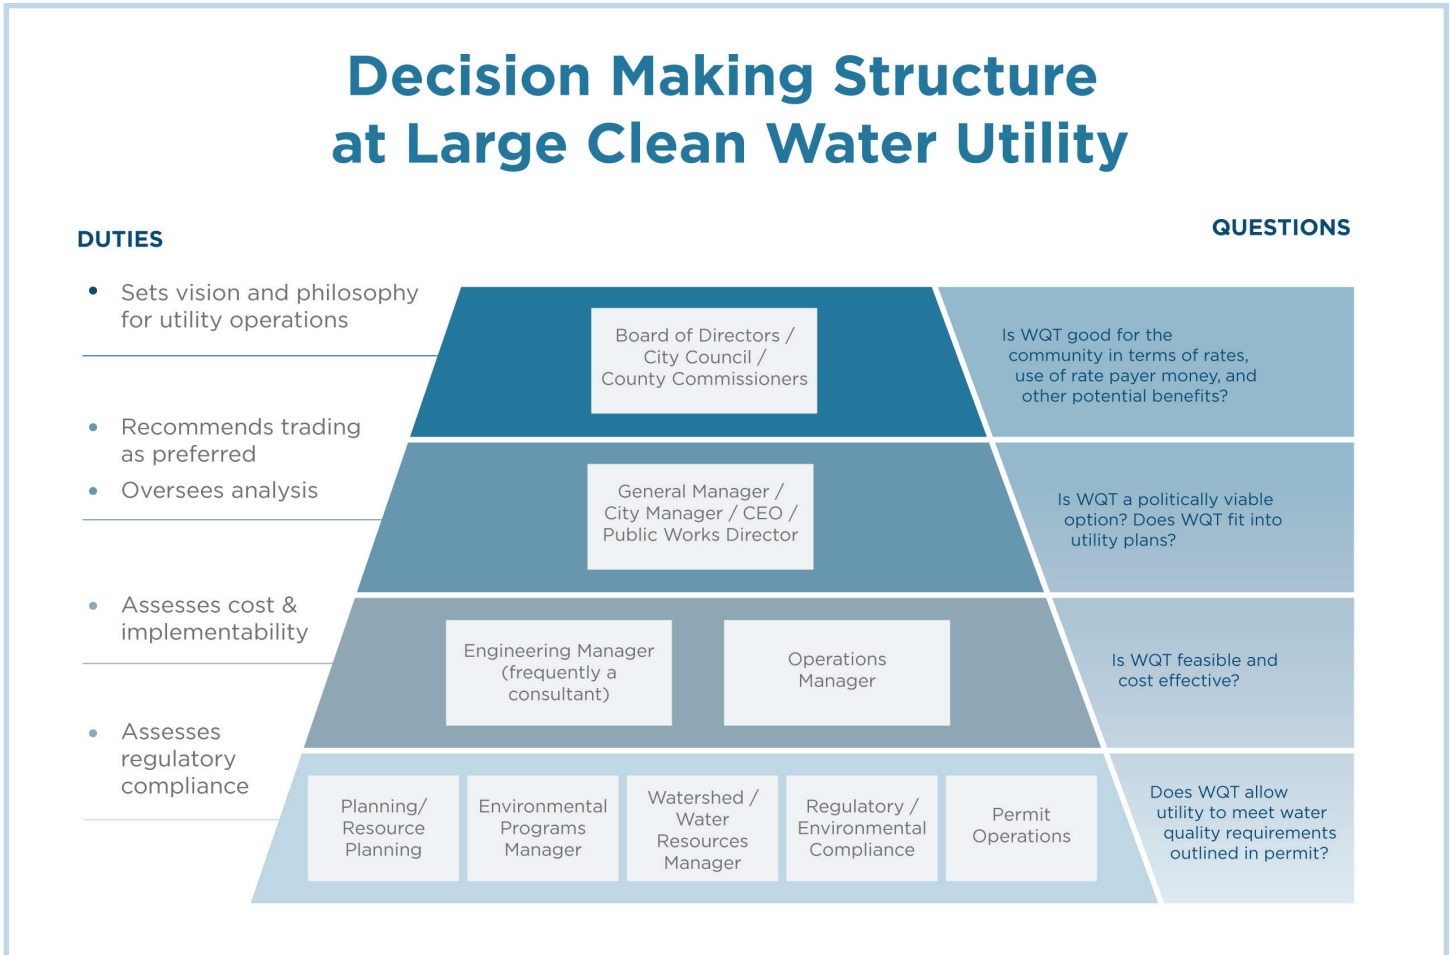 Decision Making Structure
at Large Clean Water Utility
DUTIES
QUESTIONS
• Sets vision and philosophy
for utility operations
Board of Directors /
City Council /
County Commissioners
Is WQT good for the
community in terms of rates,
use of rate payer money, and
other potential benefits?
• Recommends trading
as preferred
• Oversees analysis
General Manager /
City Manager / CEO /
Public Works Director
Is WQT a politically viable
option? Does WQT fit into
utility plans?
• Assesses cost &
implementability
Engineering Manager
(frequently a
consultant)
Operations
Manager
Is WQT feasible and
cost effective?
• Assesses
regulatory
compliance
Planning/
Resource
Planning
Environmental
Programs
Manager
Watershed /
Water
Resources
Manager
Regulatory /
Environmental
Compliance
Permit
Operations
Does WQT allow
utility to meet water
quality requirements
outlined in permit?